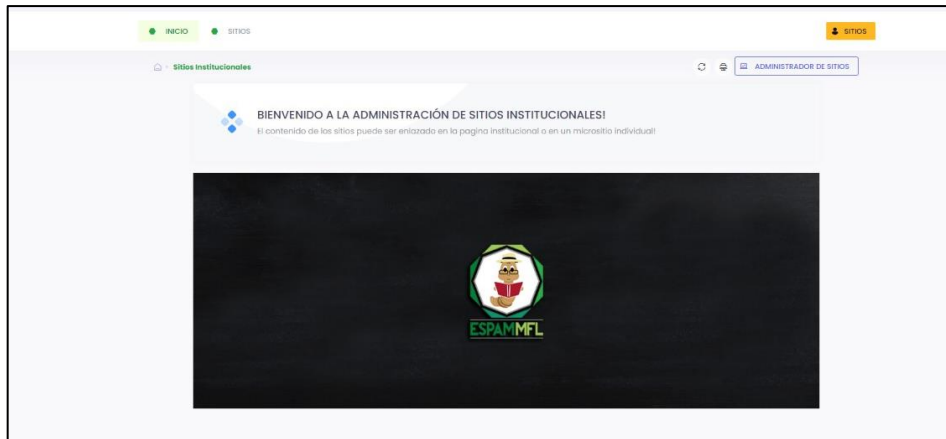 INICIO
SITIOS
SITIOS
Sitios Institucionales
ADMINISTRADOR DE SITIOS
BIENVENIDO A LA ADMINISTRACIÓN DE SITIOS INSTITUCIONALES!
El contenido de los sitios puede ser enlazado en la pagina institucional o en un micrositio individual!
ESPAMMFL